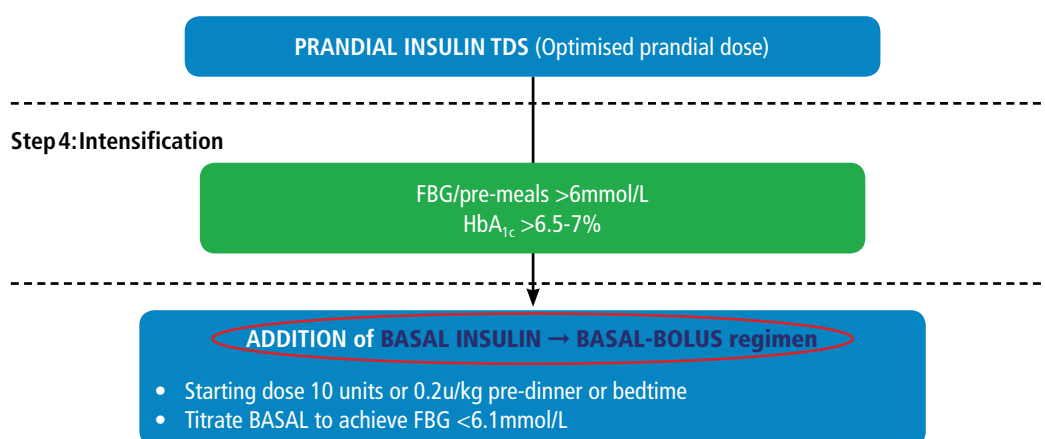 PRANDIAL INSULIN TDS (Optimised prandial dose)
Step 4: Intensification
FBG/pre-meals >6mmol/L
HbA1c >6.5-7%
ADDITION of BASAL INSULIN → BASAL-BOLUS regimen
• Starting dose 10 units or 0.2u/kg pre-dinner or bedtime
• Titrate BASAL to achieve FBG <6.1mmol/L